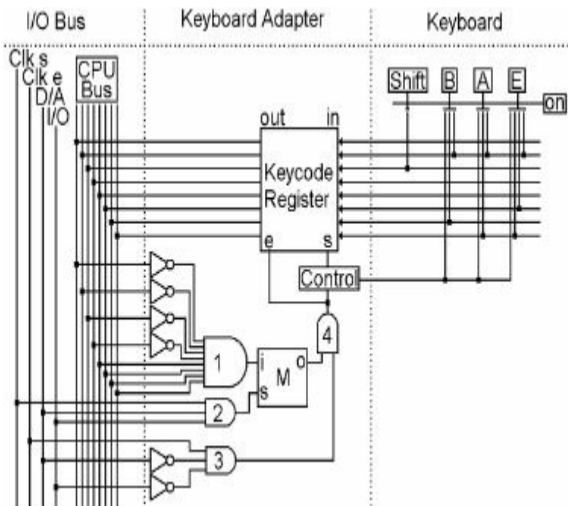 I/O Bus
Keyboard Adapter
Keyboard
Clk s
Clk e
D/A
I/O
CPU
Bus
Shift
B
A
E
on
out
in
Keycode
Register
e
s
Control
4
1
i
o
M
s
2
3